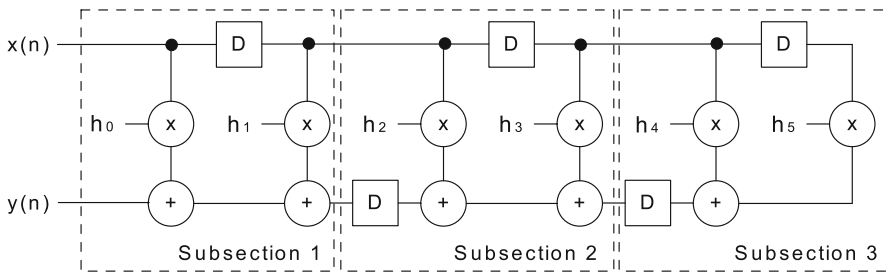 x(n) D D D
h₀ x h₁ x h₂ x h₃ x h₄ x h₅ x
y(n) + + D + + D +
Subsection 1 Subsection 2 Subsection 3